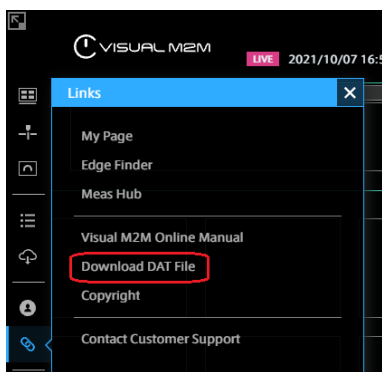 VISUAL M2M
LIVE 2021/10/07 16:5
Links
My Page
Edge Finder
Meas Hub
Visual M2M Online Manual
Download DAT File
Copyright
Contact Customer Support